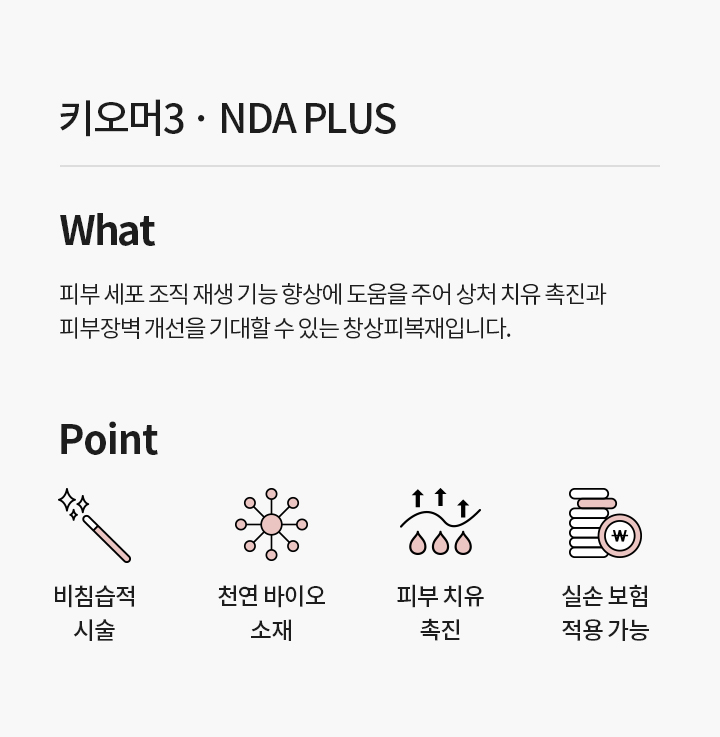 키오머3 · NDA PLUS
What
피부 세포 조직 재생 기능 향상에 도움을 주어 상처 치유 촉진과
피부장벽 개선을 기대할 수 있는 창상피복재입니다.
Point
₩
비침습적
시술
천연 바이오
소재
피부 치유
촉진
실손 보험
적용 가능